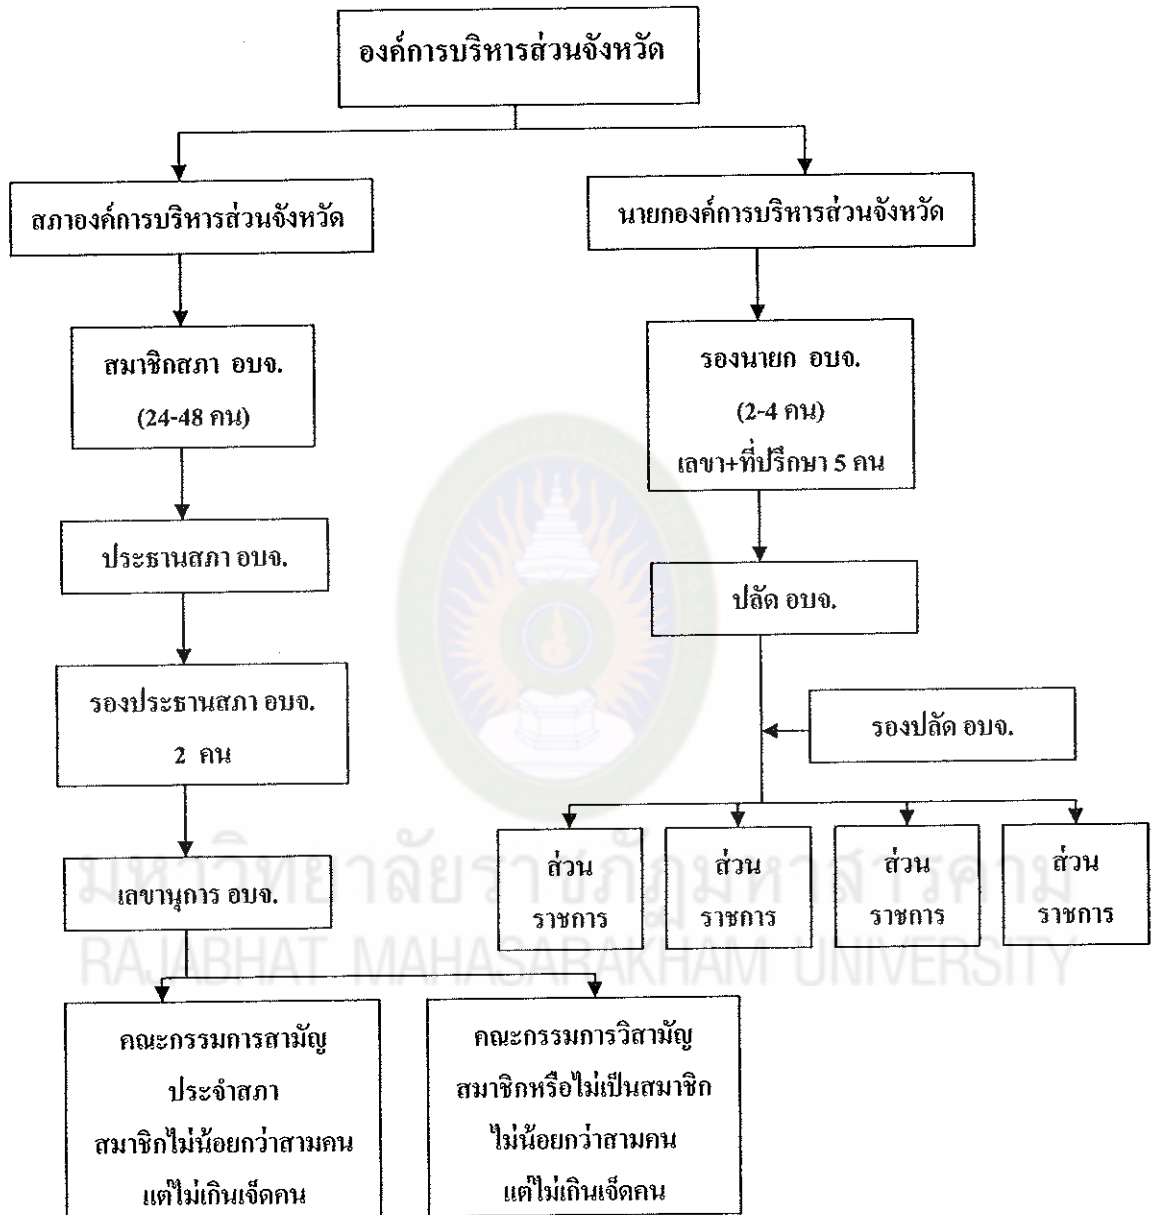 องค์การบริหารส่วนจังหวัด
สภาองค์การบริหารส่วนจังหวัด
นายกองค์การบริหารส่วนจังหวัด
สมาชิกสภา อบจ.
(24-48 คน)
รองนายก อบจ.
(2-4 คน)
เลขา+ที่ปรึกษา 5 คน
ประธานสภา อบจ.
ปลัด อบจ.
รองประธานสภา อบจ.
2 คน
รองปลัด อบจ.
เลขานุการ อบจ.
ส่วน
ราชการ
ส่วน
ราชการ
ส่วน
ราชการ
ส่วน
ราชการ
มหาวิทยาลัยราชภัฏมหาสารคาม
RAJABHAT MAHASARAKHAM UNIVERSITY
คณะกรรมการสามัญ
ประจำสภา
สมาชิกไม่น้อยกว่าสามคน
แต่ไม่เกินเจ็ดคน
คณะกรรมการวิสามัญ
สมาชิกหรือไม่เป็นสมาชิก
ไม่น้อยกว่าสามคน
แต่ไม่เกินเจ็ดคน